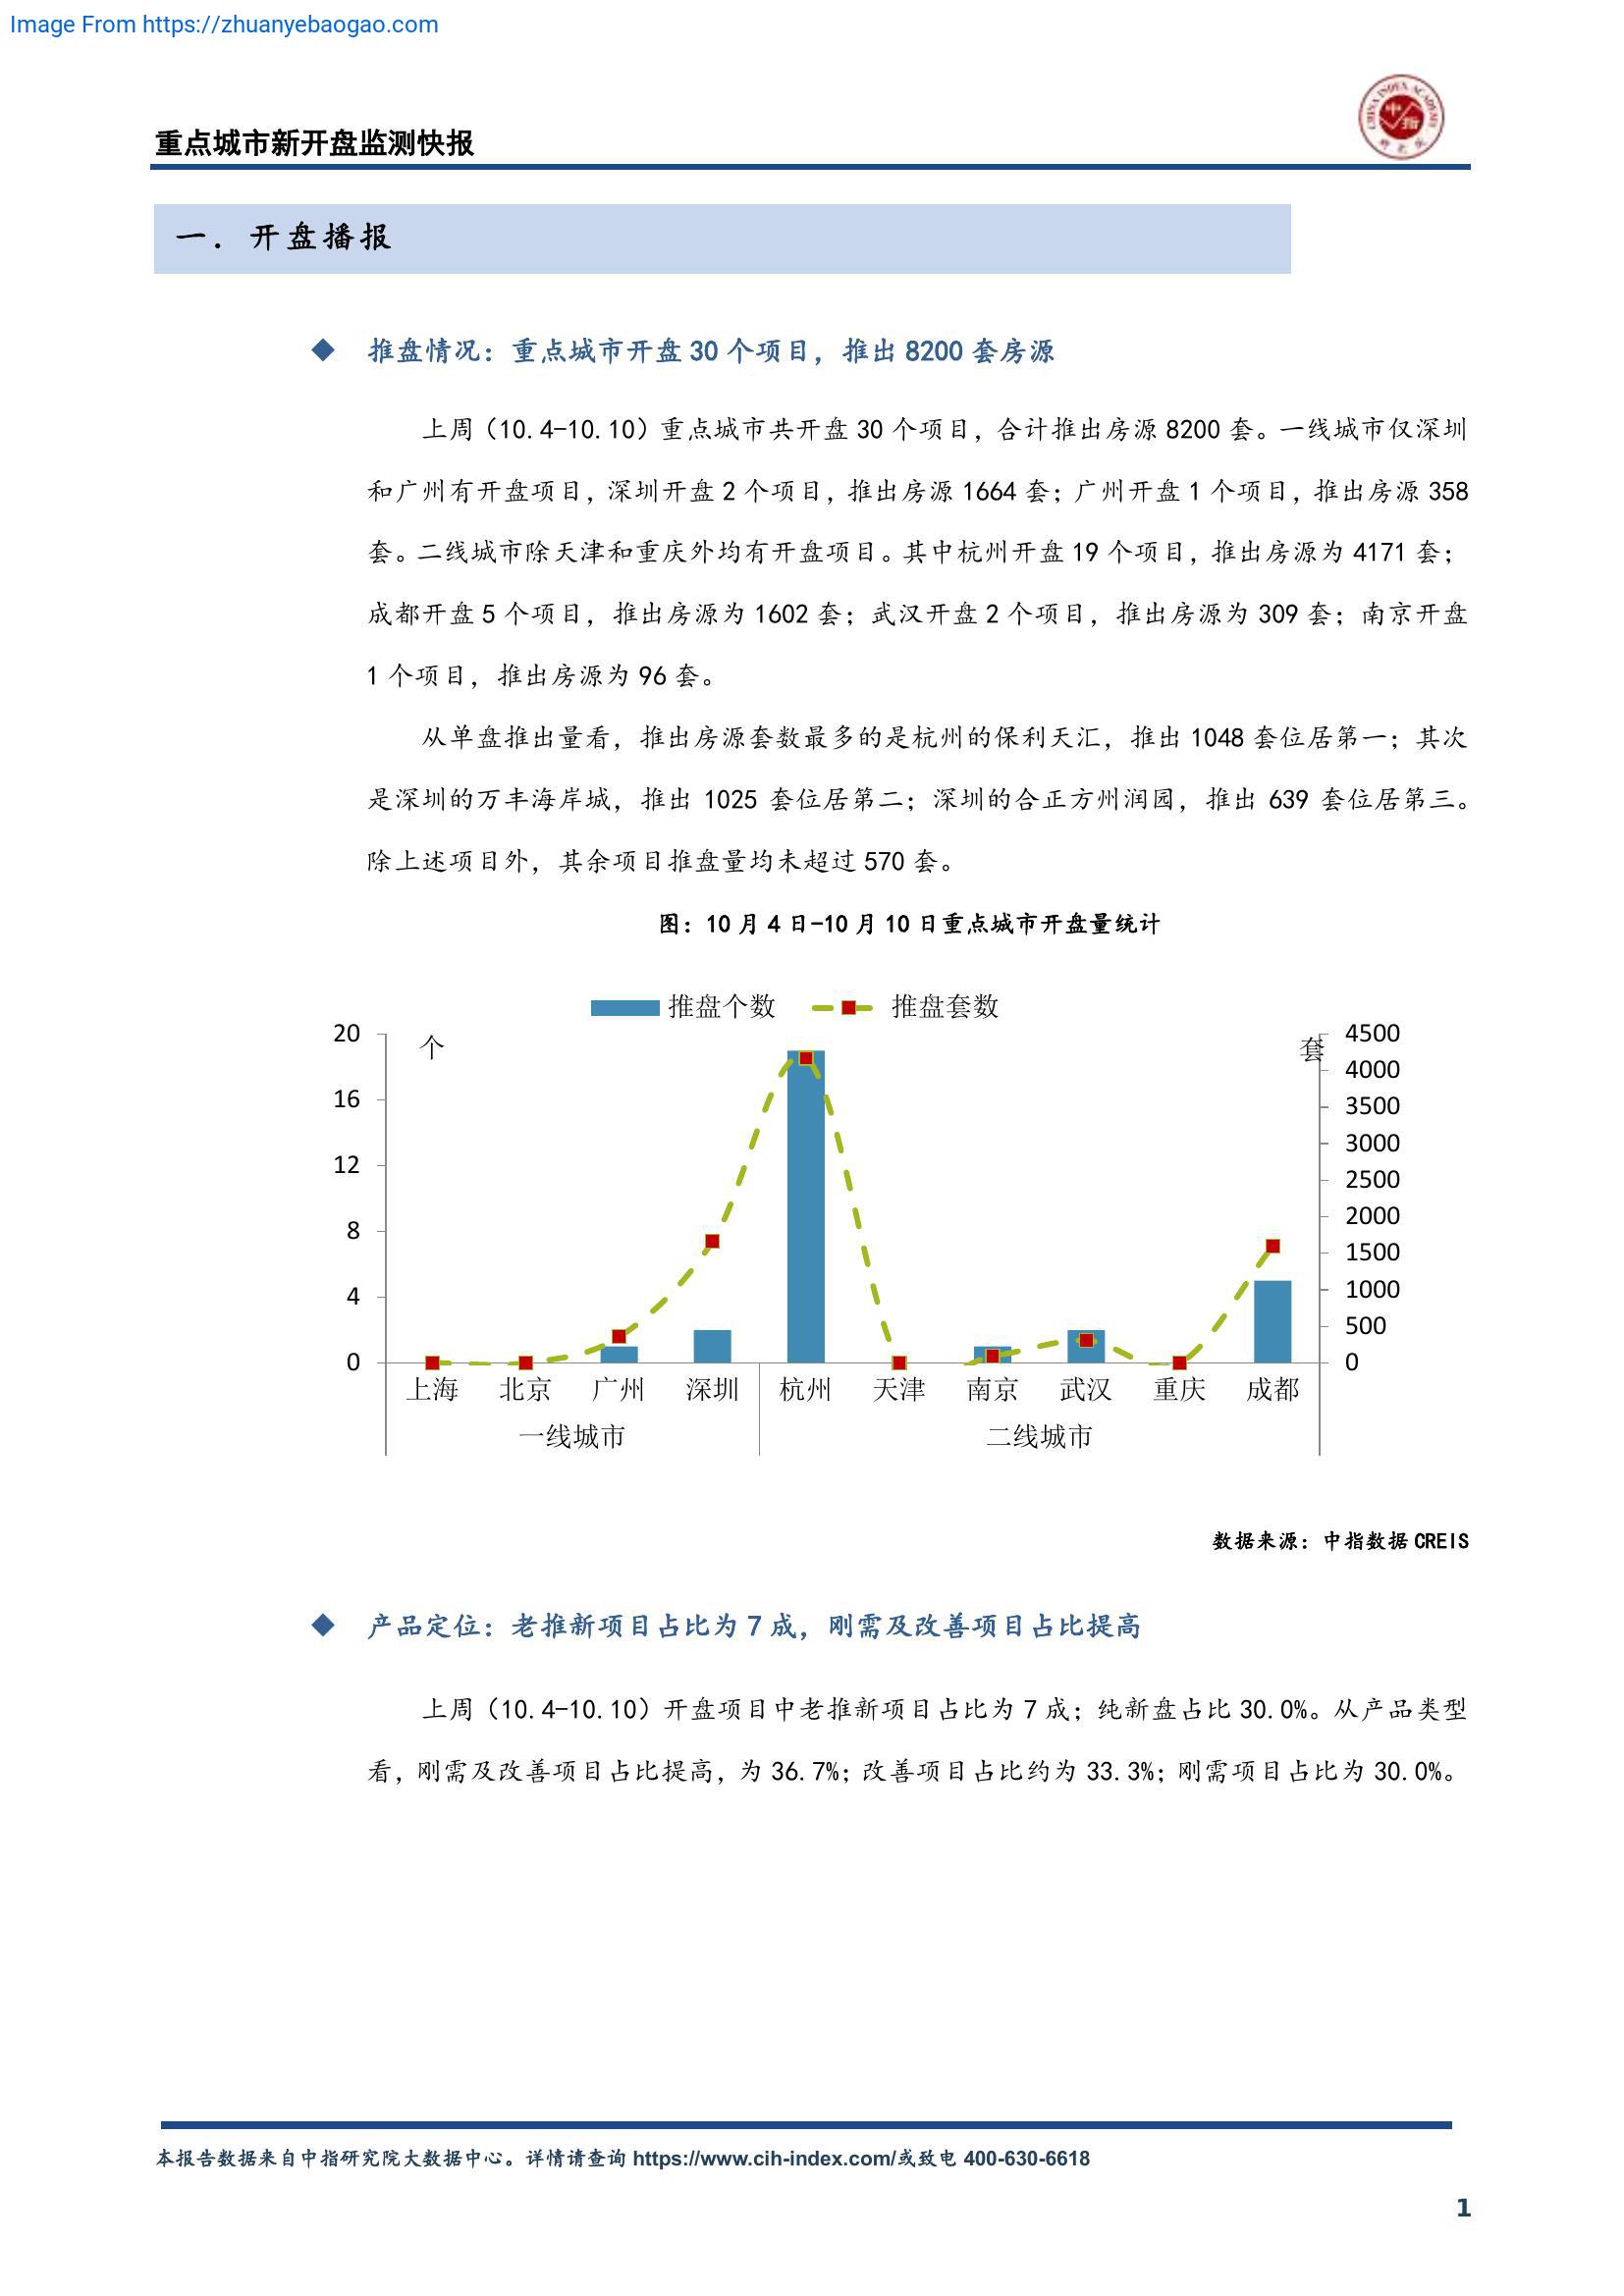 Image From https://zhuanyebaogao.com
重点城市新开盘监测快报
CHINA INDEX ACADEMY
中指
一. 开盘播报
◆ 推盘情况：重点城市开盘 30 个项目，推出 8200 套房源
上周（10.4-10.10）重点城市共开盘 30 个项目，合计推出房源 8200 套。一线城市仅深圳
和广州有开盘项目，深圳开盘 2 个项目，推出房源 1664 套；广州开盘 1 个项目，推出房源 358
套。二线城市除天津和重庆外均有开盘项目。其中杭州开盘 19 个项目，推出房源为 4171 套；
成都开盘 5 个项目，推出房源为 1602 套；武汉开盘 2 个项目，推出房源为 309 套；南京开盘
1 个项目，推出房源为 96 套。
从单盘推出量看，推出房源套数最多的是杭州的保利天汇，推出 1048 套位居第一；其次
是深圳的万丰海岸城，推出 1025 套位居第二；深圳的合正方州润园，推出 639 套位居第三。
除上述项目外，其余项目推盘量均未超过 570 套。
图：10 月 4 日-10 月 10 日重点城市开盘量统计
推盘个数 推盘套数
个 套
20 4500
4000
16 3500
3000
12 2500
8 2000
1500
4 1000
500
0 0
上海 北京 广州 深圳 杭州 天津 南京 武汉 重庆 成都
一线城市 二线城市
数据来源：中指数据 CREIS
◆ 产品定位：老推新项目占比为 7 成，刚需及改善项目占比提高
上周（10.4-10.10）开盘项目中老推新项目占比为 7 成；纯新盘占比 30.0%。从产品类型
看，刚需及改善项目占比提高，为 36.7%；改善项目占比约为 33.3%；刚需项目占比为 30.0%。
本报告数据来自中指研究院大数据中心。详情请查询 https://www.cih-index.com/或致电 400-630-6618
1